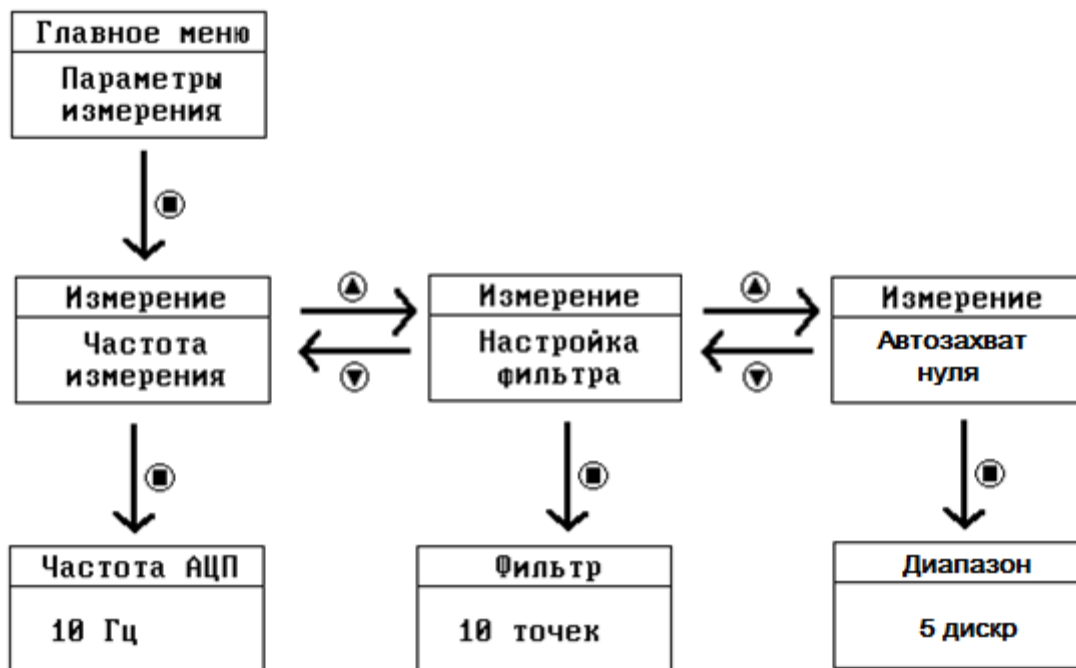 Главное меню
Параметры
измерения
Измерение
Частота
измерения
Измерение
Настройка
фильтра
Измерение
Автозахват
нуля
Частота АЦП
10 Гц
Фильтр
10 точек
Диапазон
5 дискр